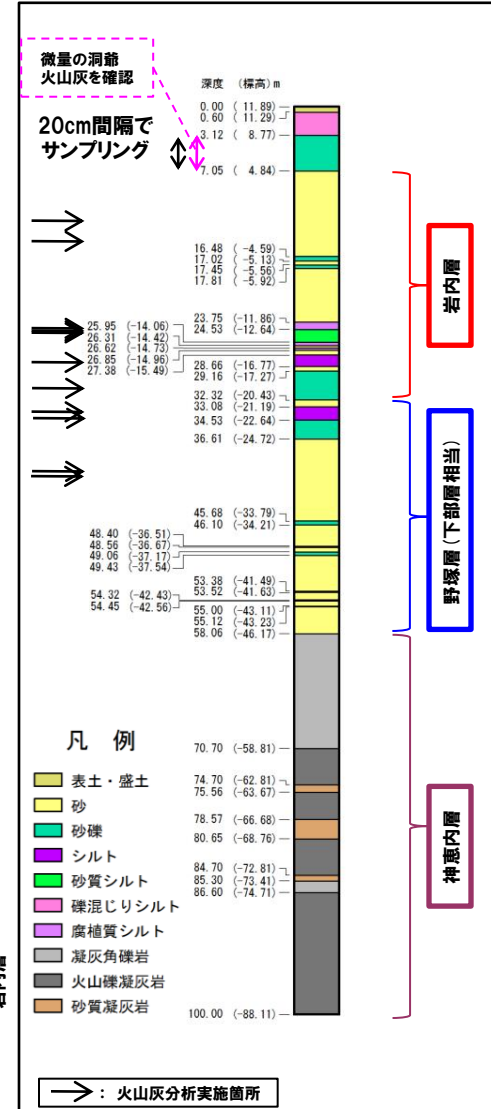 微量の洞爺
火山灰を確認
20cm間隔で
サンプリング
深度 (標高) m
0.00 ( 11.89)
0.60 ( 11.29)
3.12 ( 8.77)
7.05 ( 4.84)
16.48 ( -4.59)
17.02 ( -5.13)
17.45 ( -5.56)
17.81 ( -5.92)
23.75 (-11.86)
24.53 (-12.64)
25.95 (-14.06)
26.31 (-14.42)
26.62 (-14.73)
26.85 (-14.96)
27.38 (-15.49)
28.66 (-16.77)
29.16 (-17.27)
32.32 (-20.43)
33.08 (-21.19)
34.53 (-22.64)
36.61 (-24.72)
45.68 (-33.79)
46.10 (-34.21)
48.40 (-36.51)
48.56 (-36.67)
49.06 (-37.17)
49.43 (-37.54)
53.38 (-41.49)
53.52 (-41.63)
54.32 (-42.43)
54.45 (-42.56)
55.00 (-43.11)
55.12 (-43.23)
58.06 (-46.17)
70.70 (-58.81)
74.70 (-62.81)
75.56 (-63.67)
78.57 (-66.68)
80.65 (-68.76)
84.70 (-72.81)
85.30 (-73.41)
86.60 (-74.71)
100.00 (-88.11)
岩内層
野塚層(下部層相当)
神恵内層
凡 例
表土・盛土
砂
砂礫
シルト
砂質シルト
礫混じりシルト
腐植質シルト
凝灰角礫岩
火山礫凝灰岩
砂質凝灰岩
: 火山灰分析実施箇所